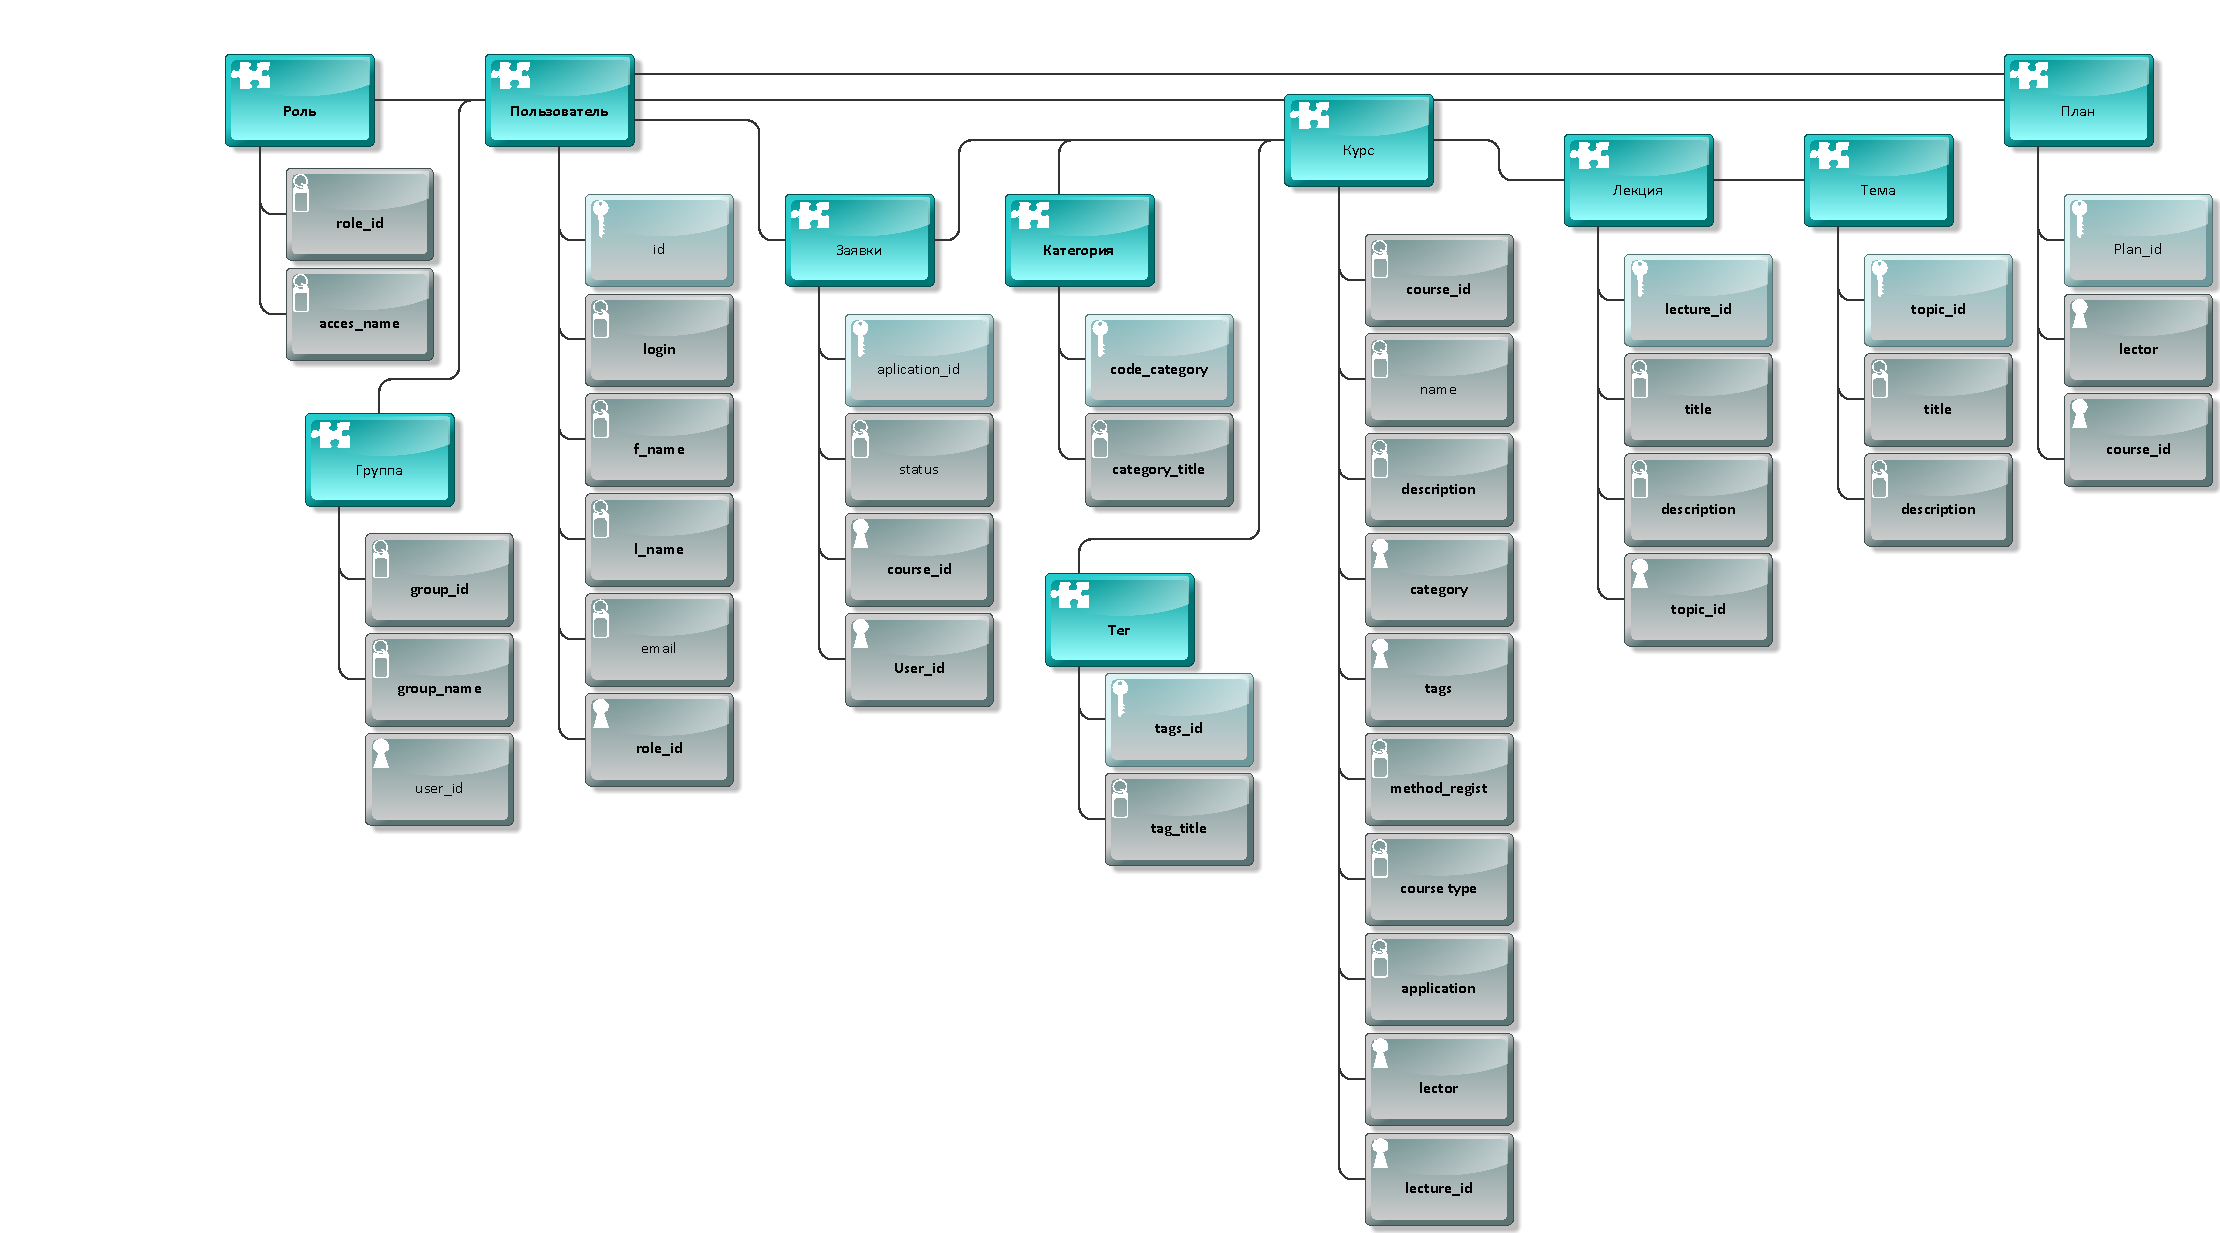 Роль
role_id
acces_name
Группа
group_id
group_name
user_id
Пользователь
id
login
f_name
l_name
email
role_id
Заявки
aplication_id
status
course_id
User_id
Категория
code_category
category_title
Тег
tags_id
tag_title
Курс
course_id
name
description
category
tags
method_regist
course type
application
lector
lecture_id
Лекция
lecture_id
title
description
topic_id
Тема
topic_id
title
description
План
Plan_id
lector
course_id